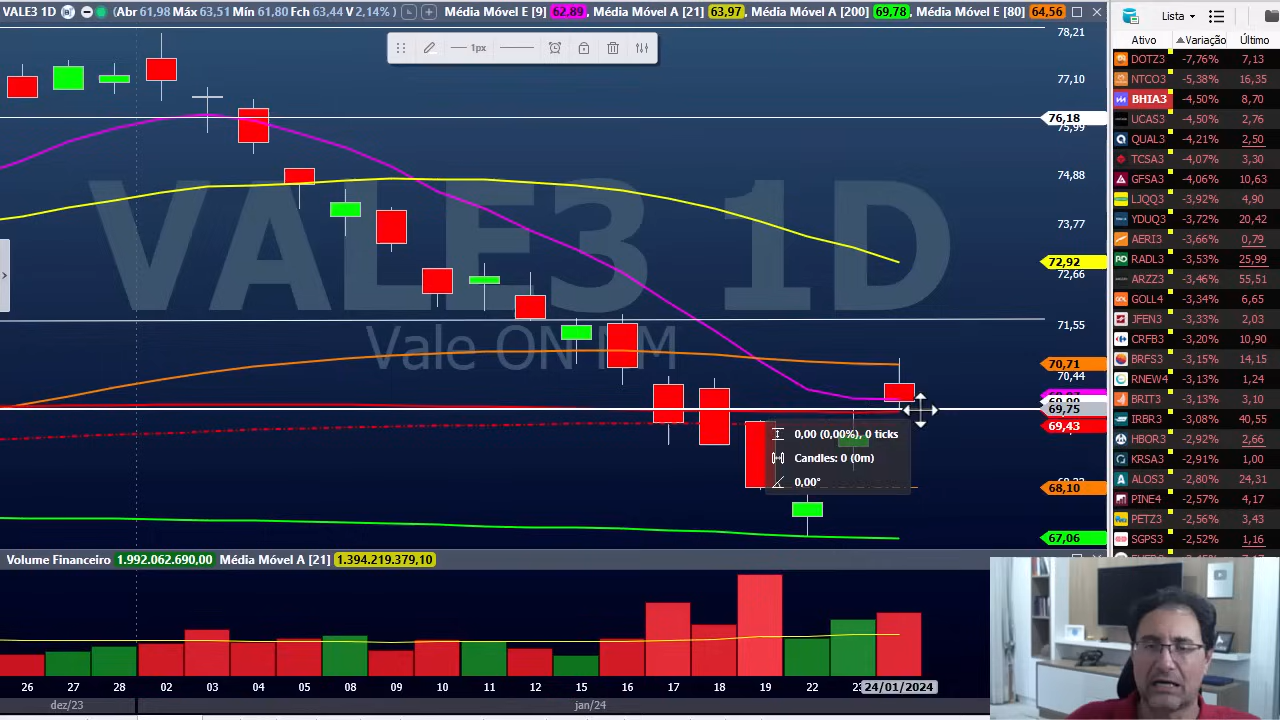 VALE3 1D (Abr 61,98 Max 63,51 Min 61,80 Fch 63,44 V 2,14% ) Média Móvel E [9] 62,89 , Média Móvel A [21] 63,97 , Média Móvel A [200] 69,78 , Média Móvel E [80] 64,56
Lista
Ativo Variação Último
1px
VALE3 1D
Vale ON NM
78,21
77,10
76,18
75,99
74,88
73,77
72,92
72,66
71,55
70,71
70,44
69,75
69,43
68,10
67,06
0,00 (0,00%), 0 ticks
Candles: 0 (0m)
0,00°
DOTZ3 -7,76% 7,13
NTCO3 -5,38% 16,35
BHIA3 -4,50% 8,70
UCAS3 -4,50% 2,76
QUAL3 -4,14% 2,50
TCSA3 -4,07% 3,30
GFSA3 -4,06% 10,63
LJQQ3 -3,92% 4,90
YDUQ3 -3,72% 20,42
AERI3 -3,66% 0,79
RADL3 -3,53% 25,99
ARZZ3 -3,46% 55,51
GOLL4 -3,34% 6,65
JFEN3 -3,33% 2,03
CRFB3 -3,20% 10,90
BRFS3 -3,15% 14,15
RNEW4 -3,13% 1,24
BRIT3 -3,13% 3,10
IRBR3 -3,08% 40,55
HBOR3 -2,92% 2,66
KRSA3 -2,91% 1,00
ALOS3 -2,80% 24,31
PINE4 -2,57% 4,17
PETZ3 -2,56% 3,43
SGPS3 -2,52% 1,16
Volume Financeiro 1.992.062.690,00 Média Móvel A [21] 1.394.219.379,10
26 27 28 02 03 04 05 08 09 10 11 12 15 16 17 18 19 22 24/01/2024
dez/23 jan/24